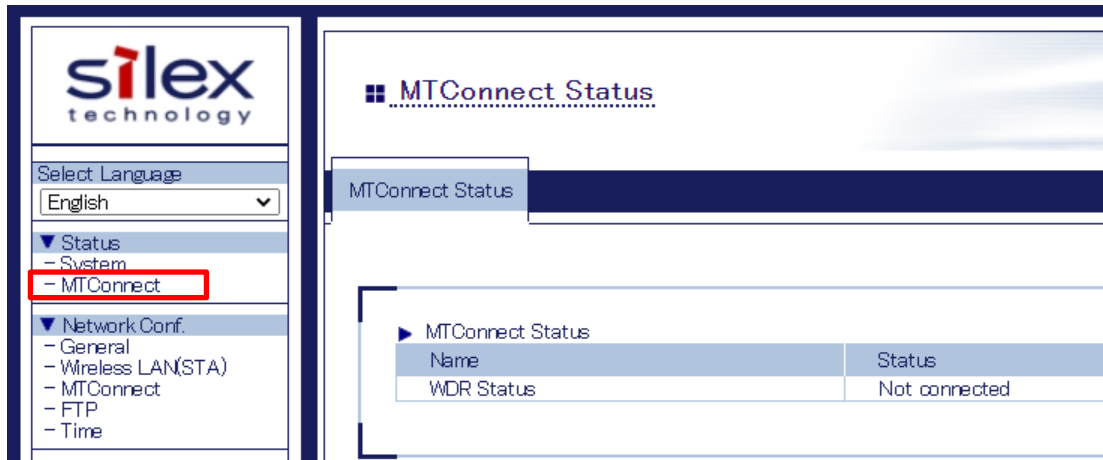 silex
technology
Select Language
English
▼ Status
- System
- MTConnect
▼ Network Conf.
- General
- Wireless LAN(STA)
- MTConnect
- FTP
- Time
MTConnect Status
MTConnect Status
▶ MTConnect Status
Name Status
WDR Status Not connected